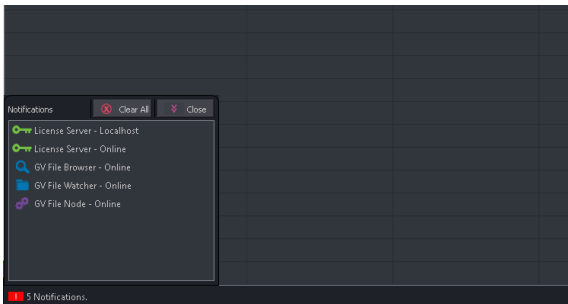 Notifications
Clear All
Close
License Server - Localhost
License Server - Online
GV File Browser - Online
GV File Watcher - Online
GV File Node - Online
5 Notifications.